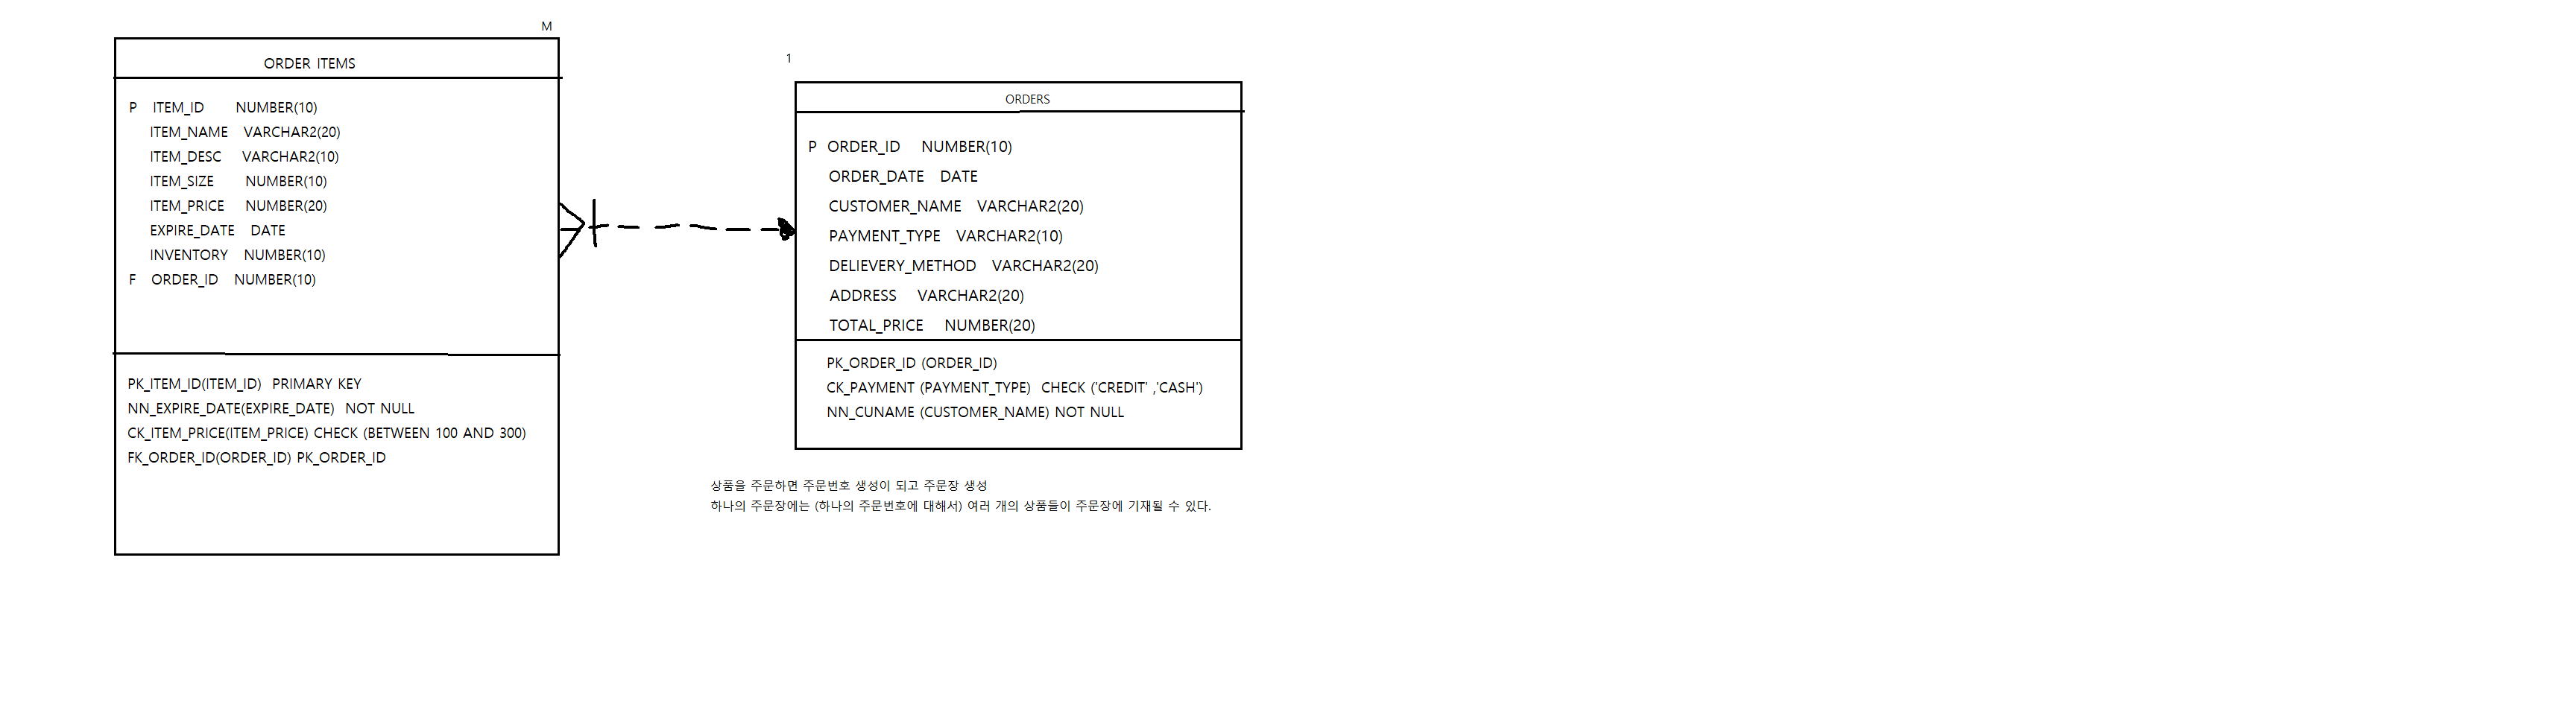 M
ORDER ITEMS
P ITEM_ID NUMBER(10)
ITEM_NAME VARCHAR2(20)
ITEM_DESC VARCHAR2(10)
ITEM_SIZE NUMBER(10)
ITEM_PRICE NUMBER(20)
EXPIRE_DATE DATE
INVENTORY NUMBER(10)
F ORDER_ID NUMBER(10)
PK_ITEM_ID(ITEM_ID) PRIMARY KEY
NN_EXPIRE_DATE(EXPIRE_DATE) NOT NULL
CK_ITEM_PRICE(ITEM_PRICE) CHECK (BETWEEN 100 AND 300)
FK_ORDER_ID(ORDER_ID) PK_ORDER_ID
1
ORDERS
P ORDER_ID NUMBER(10)
ORDER_DATE DATE
CUSTOMER_NAME VARCHAR2(20)
PAYMENT_TYPE VARCHAR2(10)
DELIEVERY_METHOD VARCHAR2(20)
ADDRESS VARCHAR2(20)
TOTAL_PRICE NUMBER(20)
PK_ORDER_ID (ORDER_ID)
CK_PAYMENT (PAYMENT_TYPE) CHECK ('CREDIT' ,'CASH')
NN_CUNAME (CUSTOMER_NAME) NOT NULL
상품을 주문하면 주문번호 생성이 되고 주문장 생성
하나의 주문장에는 (하나의 주문번호에 대해서) 여러 개의 상품들이 주문장에 기재될 수 있다.